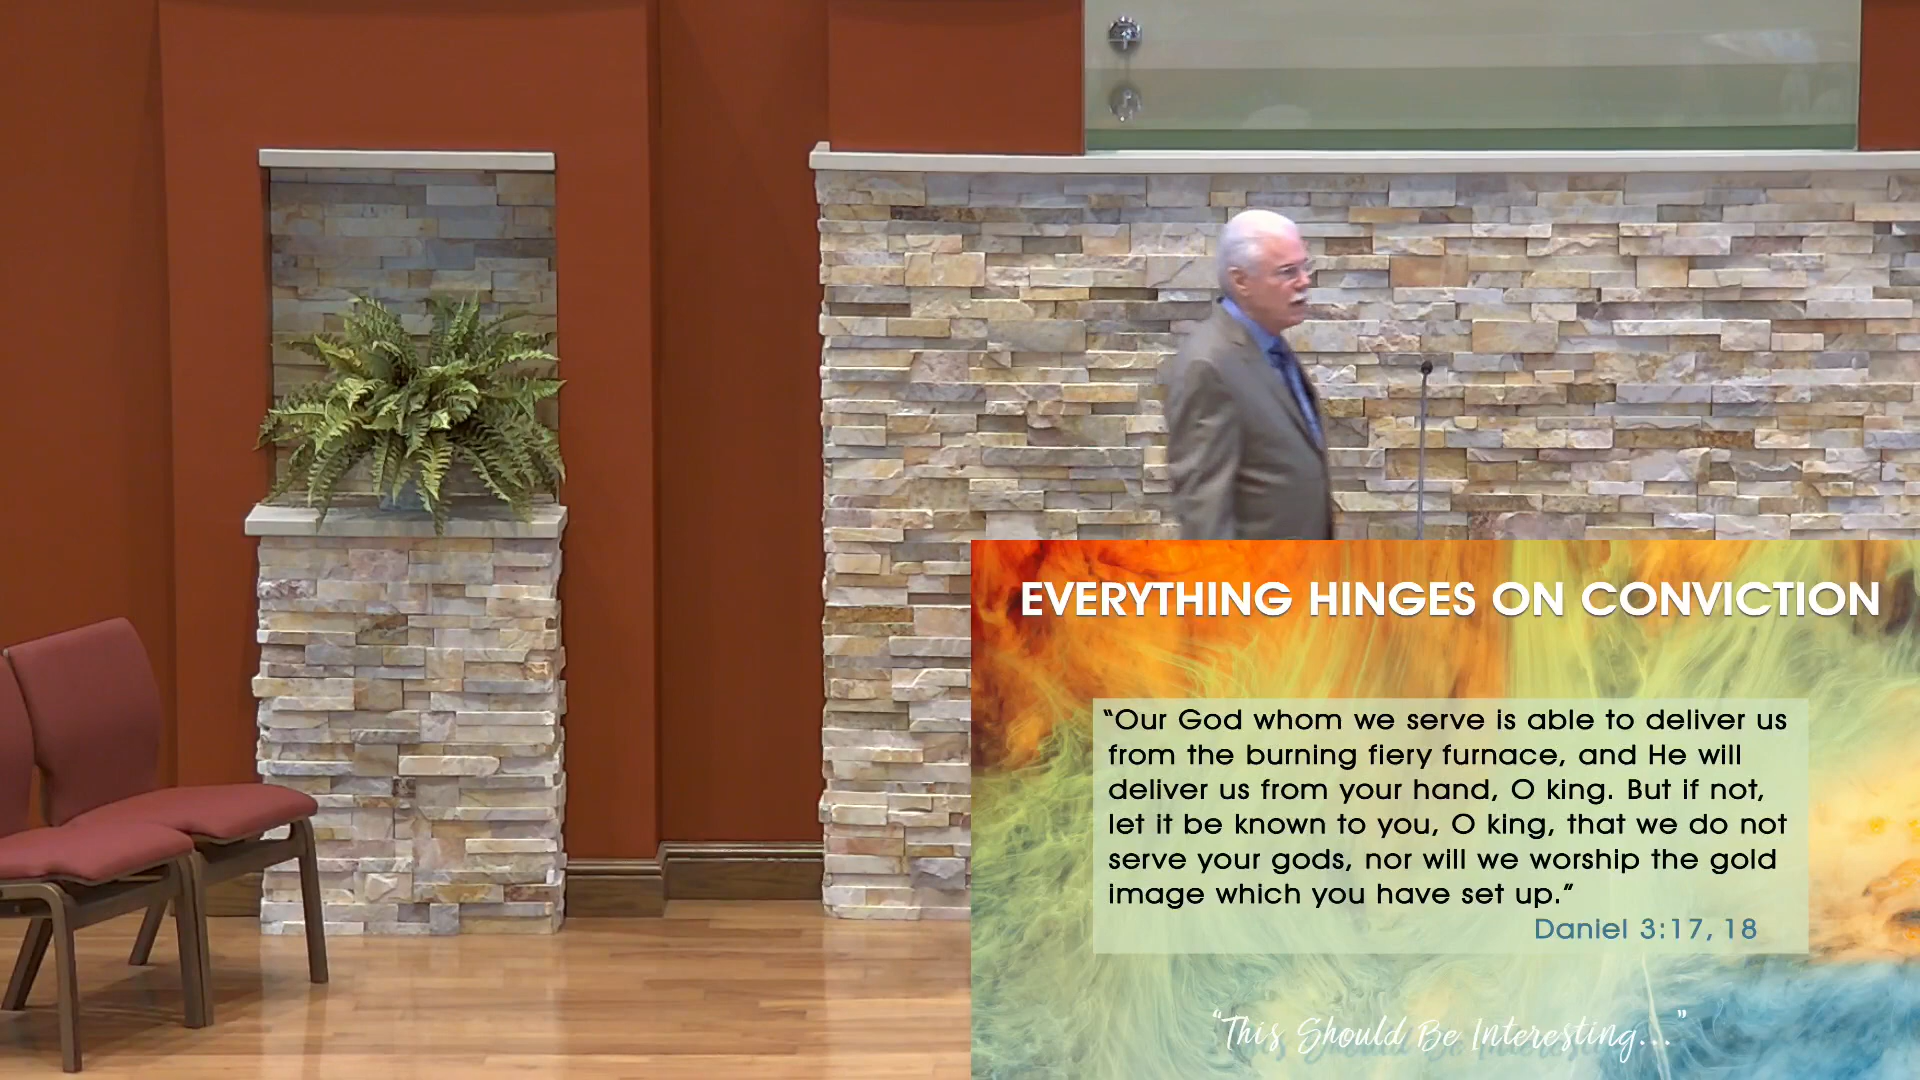 EVERYTHING HINGES ON CONVICTION
“Our God whom we serve is able to deliver us
from the burning fiery furnace, and He will
deliver us from your hand, O king. But if not,
let it be known to you, O king, that we do not
serve your gods, nor will we worship the gold
image which you have set up.”
Daniel 3:17, 18
“This Should Be Interesting...”